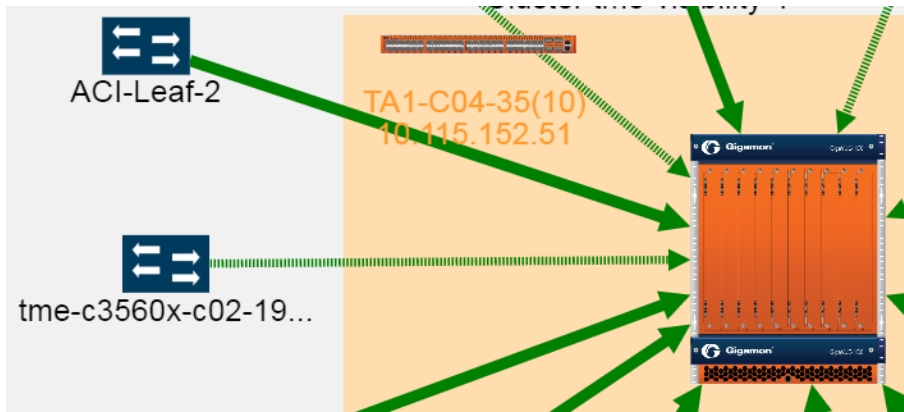 ACI-Leaf-2
TA1-C04-35(10)
10.115.152.51
Gigamon
tme-c3560x-c02-19...
Gigamon